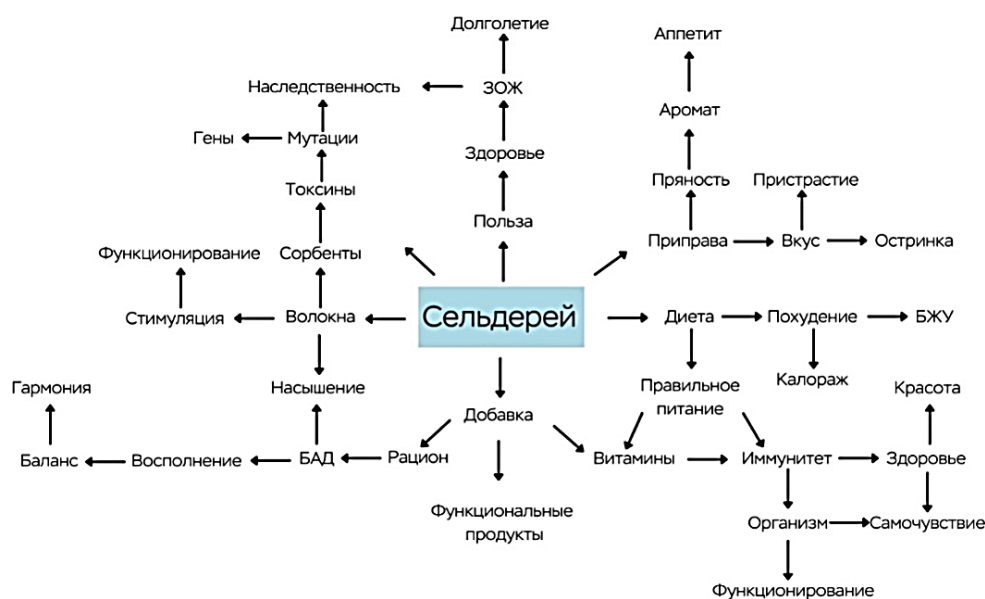 Долголетие
Аппетит
Наследственность
ЗОЖ
Аромат
Гены
Мутации
Здоровье
Токсины
Пряность
Пристрастие
Польза
Функционирование
Сорбенты
Приправа
Вкус
Остринка
Стимуляция
Волокна
Сельдерей
Диета
Похудение
БЖУ
Гармония
Насыщение
Добавка
Правильное
питание
Калораж
Красота
Баланс
Восполнение
БАД
Рацион
Витамины
Иммунитет
Здоровье
Функциональные
продукты
Организм
Самочувствие
Функционирование